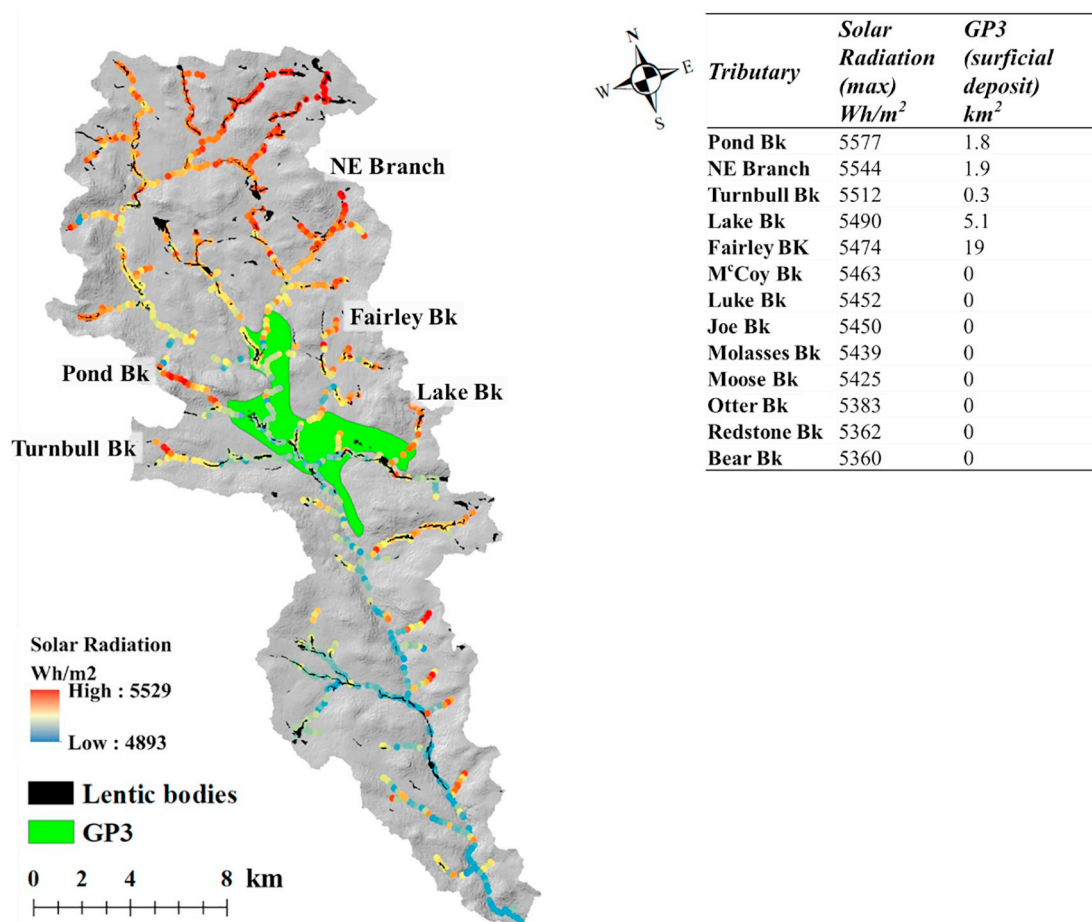 N
E
W
S
NE Branch
Fairley Bk
Pond Bk
Lake Bk
Turnbull Bk
Solar Radiation
Wh/m2
High : 5529
Low : 4893
Lentic bodies
GP3
0 2 4 8 km
Tributary Solar Radiation (max) Wh/m² GP3 (surficial deposit) km²
Pond Bk 5577 1.8
NE Branch 5544 1.9
Turnbull Bk 5512 0.3
Lake Bk 5490 5.1
Fairley BK 5474 19
MᶜCoy Bk 5463 0
Luke Bk 5452 0
Joe Bk 5450 0
Molasses Bk 5439 0
Moose Bk 5425 0
Otter Bk 5383 0
Redstone Bk 5362 0
Bear Bk 5360 0